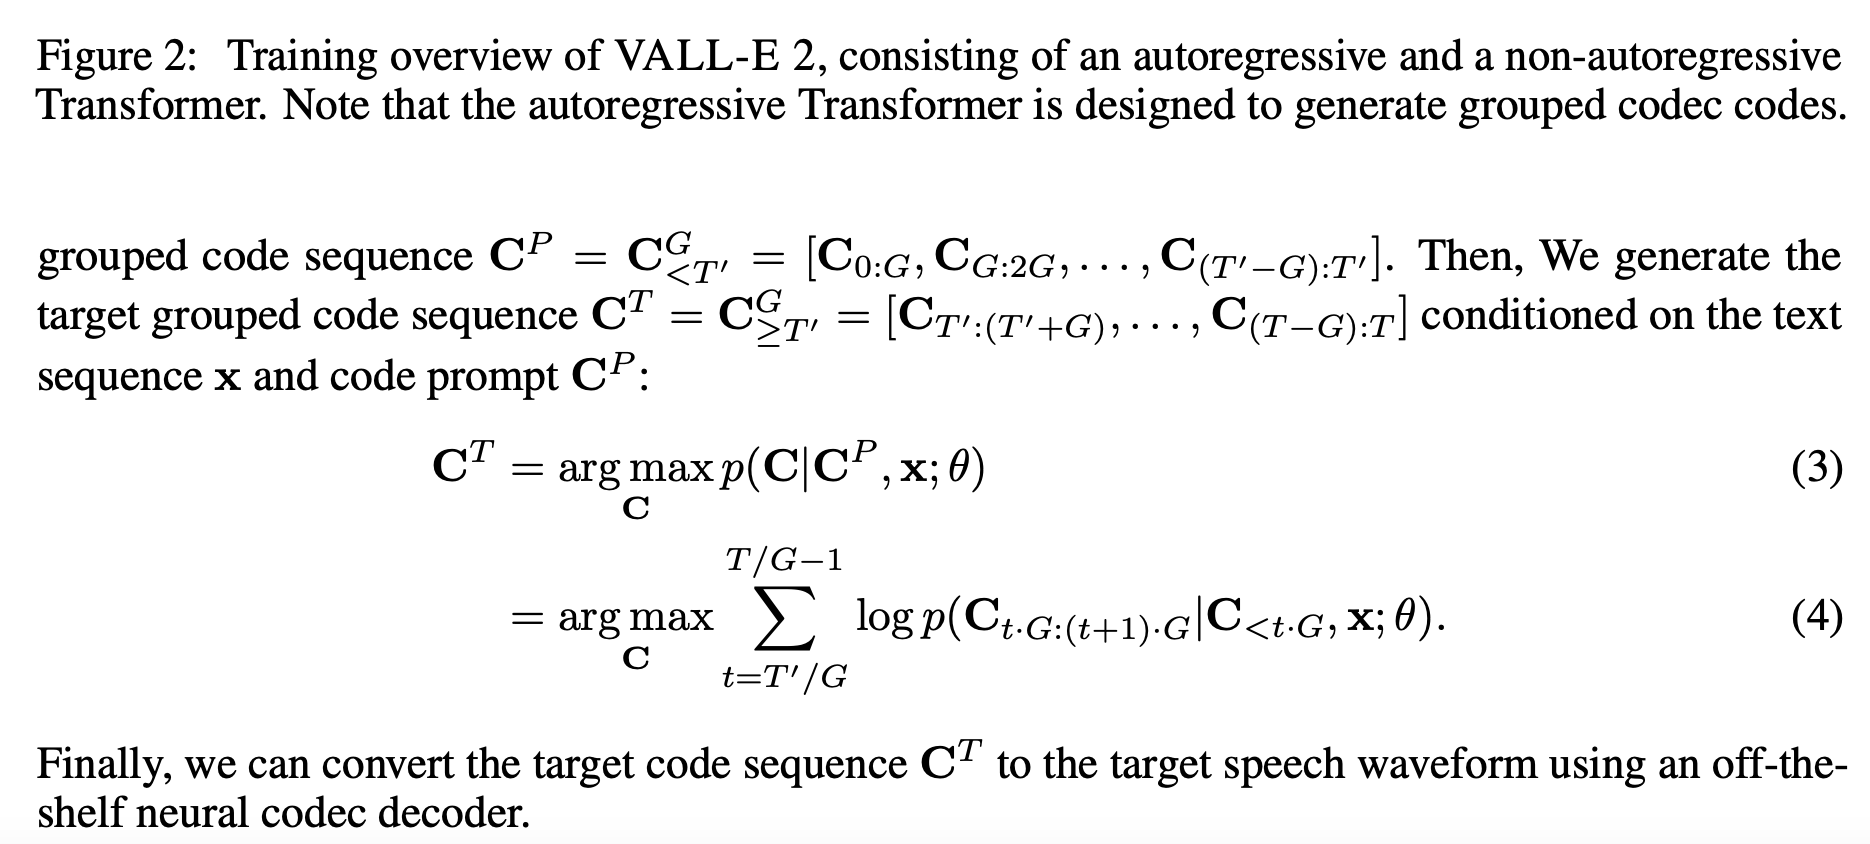 Figure 2: Training overview of VALL-E 2, consisting of an autoregressive and a non-autoregressive
Transformer. Note that the autoregressive Transformer is designed to generate grouped codec codes.
grouped code sequence $\mathbf{C}^P = \mathbf{C}^G_{<T'} = [\mathbf{C}_{0:G}, \mathbf{C}_{G:2G}, \ldots, \mathbf{C}_{(T'-G):T'}]$. Then, We generate the
target grouped code sequence $\mathbf{C}^T = \mathbf{C}^G_{\geq T'} = [\mathbf{C}_{T':(T'+G)}, \ldots, \mathbf{C}_{(T-G):T}]$ conditioned on the text
sequence $\mathbf{x}$ and code prompt $\mathbf{C}^P$:
$\mathbf{C}^T = \arg\max_{\mathbf{C}} p(\mathbf{C}|\mathbf{C}^P, \mathbf{x}; \theta)$ (3)
$= \arg\max_{\mathbf{C}} \sum_{t=T'/G}^{T/G-1} \log p(\mathbf{C}_{t \cdot G:(t+1) \cdot G}|\mathbf{C}_{<t \cdot G}, \mathbf{x}; \theta).$ (4)
Finally, we can convert the target code sequence $\mathbf{C}^T$ to the target speech waveform using an off-the-
shelf neural codec decoder.